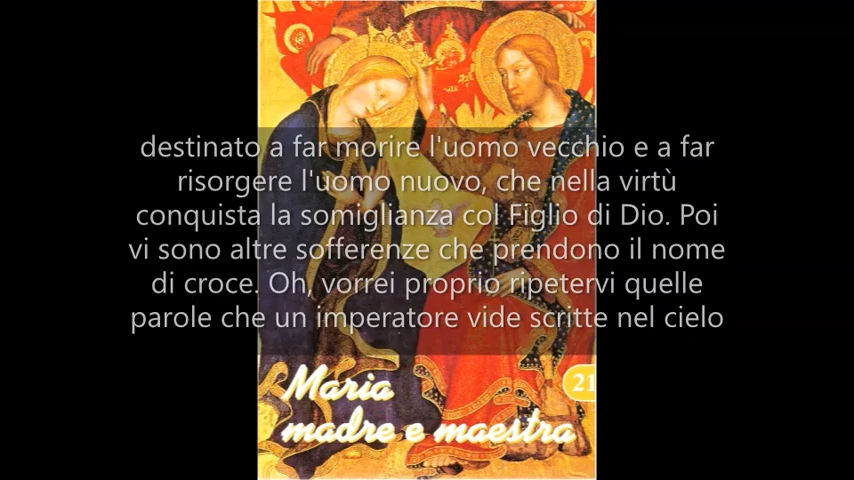 destinato a far morire l'uomo vecchio e a far
risorgere l'uomo nuovo, che nella virtù
conquista la somiglianza col Figlio di Dio. Poi
vi sono altre sofferenze che prendono il nome
di croce. Oh, vorrei proprio ripetervi quelle
parole che un imperatore vide scritte nel cielo
Maria
21
madre e maestra